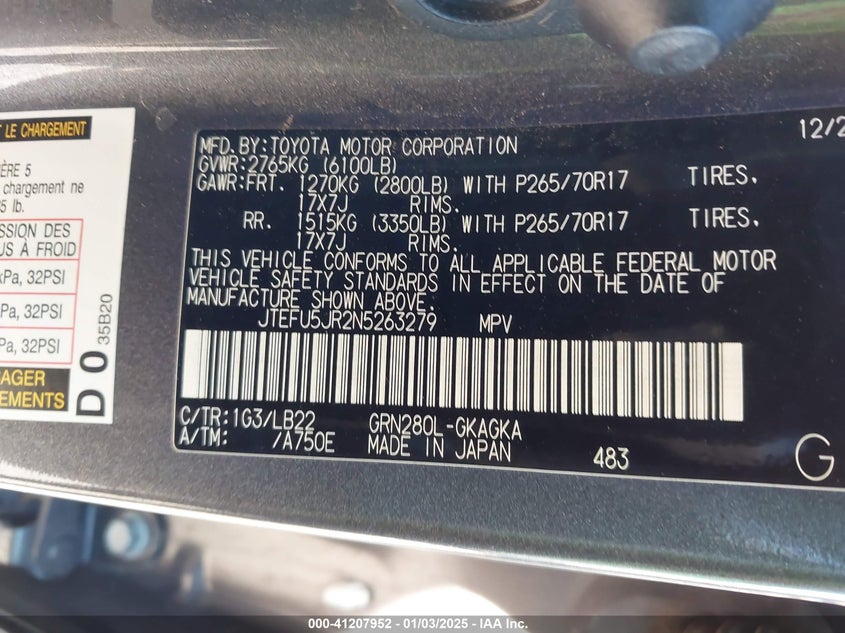 T LE CHARGEMENT
IÈRE 5
chargement ne
5 lb.
SSION DES
US À FROID
kPa, 32PSI
Pa, 32PSI
Pa, 32PSI
AGER
EMENTS
D 0
35B20
MFD. BY: TOYOTA MOTOR CORPORATION 12/2
GVWR: 2765KG (6100LB)
GAWR: FRT. 1270KG (2800LB) WITH P265/70R17 TIRES.
17X7J RIMS.
RR. 1515KG (3350LB) WITH P265/70R17 TIRES.
17X7J RIMS.
THIS VEHICLE CONFORMS TO ALL APPLICABLE FEDERAL MOTOR
VEHICLE SAFETY STANDARDS IN EFFECT ON THE DATE OF
MANUFACTURE SHOWN ABOVE.
JTEFU5JR2N5263279 MPV
C/TR: 1G3/LB22 GRN280L-GKAGKA
A/TM: /A750E MADE IN JAPAN 483 G
000-41207952 - 01/03/2025 - IAA Inc.